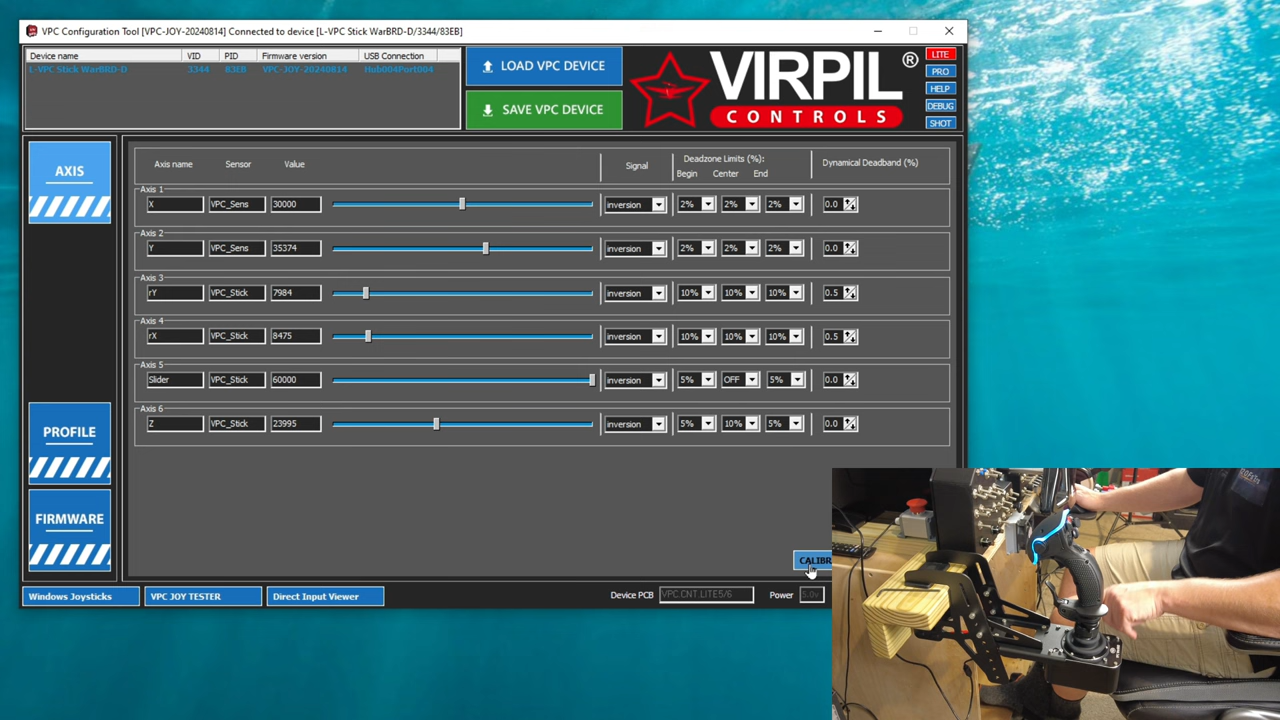 VPC Configuration Tool [VPC-JOY-20240814] Connected to device [L-VPC Stick WarBRD-D/3344/83EB]
Device name VID PID Firmware version USB Connection
L-VPC Stick WarBRD-D 3344 83EB VPC-JOY-20240814 Hub004Port004
LOAD VPC DEVICE
SAVE VPC DEVICE
VIRPIL ®
CONTROLS
LITE
PRO
HELP
DEBUG
SHOT
AXIS
PROFILE
FIRMWARE
Axis name Sensor Value Signal Deadzone Limits (%): Dynamical Deadband (%)
Begin Center End
Axis 1
X VPC_Sens 30000 inversion 2% 2% 2% 0.0
Axis 2
Y VPC_Sens 35374 inversion 2% 2% 2% 0.0
Axis 3
rY VPC_Stick 7984 inversion 10% 10% 10% 0.5
Axis 4
rX VPC_Stick 8475 inversion 10% 10% 10% 0.5
Axis 5
Slider VPC_Stick 60000 inversion 5% OFF 5% 0.0
Axis 6
Z VPC_Stick 23995 inversion 5% 10% 5% 0.0
CALIBR
Windows Joysticks VPC JOY TESTER Direct Input Viewer Device PCB VPC.CNT.LITE5/6 Power 5.0v